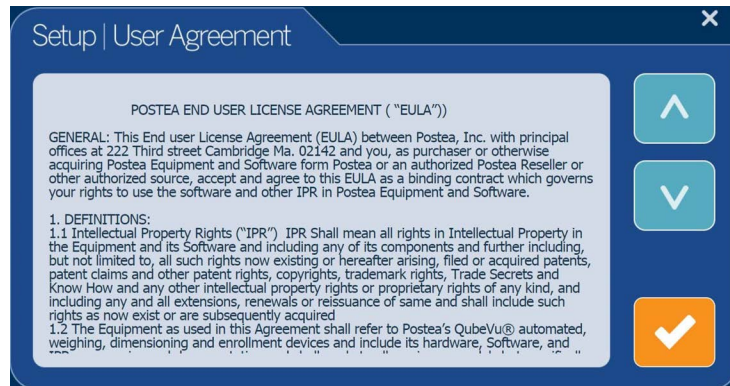 Setup | User Agreement
POSTEA END USER LICENSE AGREEMENT ( “EULA”))
GENERAL: This End user License Agreement (EULA) between Postea, Inc. with principal
offices at 222 Third street Cambridge Ma. 02142 and you, as purchaser or otherwise
acquiring Postea Equipment and Software form Postea or an authorized Postea Reseller or
other authorized source, accept and agree to this EULA as a binding contract which governs
your rights to use the software and other IPR in Postea Equipment and Software.
1. DEFINITIONS:
1.1 Intellectual Property Rights (“IPR”)  IPR Shall mean all rights in Intellectual Property in
the Equipment and its Software and including any of its components and further including,
but not limited to, all such rights now existing or hereafter arising, filed or acquired patents,
patent claims and other patent rights, copyrights, trademark rights, Trade Secrets and
Know How and any other intellectual property rights or proprietary rights of any kind, and
including any and all extensions, renewals or reissuance of same and shall include such
rights as now exist or are subsequently acquired
1.2 The Equipment as used in this Agreement shall refer to Postea’s QubeVu® automated,
weighing, dimensioning and enrollment devices and include its hardware, Software, and